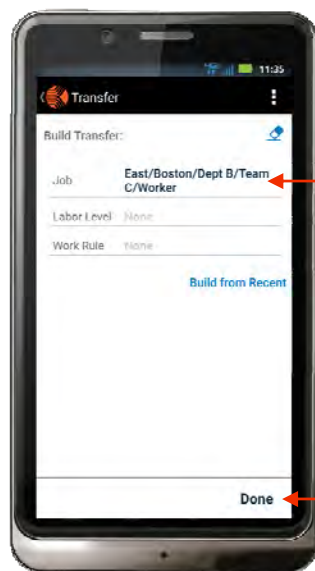 11:35
Transfer
Build Transfer:
Job
East/Boston/Dept B/Team
C/Worker
Labor Level None
Work Rule None
Build from Recent
Done